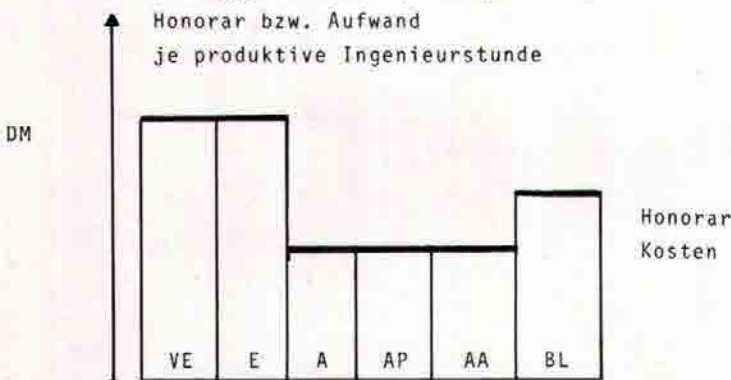 Honorar bzw. Aufwand
je produktive Ingenieurstunde
DM
Honorar
Kosten
VE E A AP AA BL